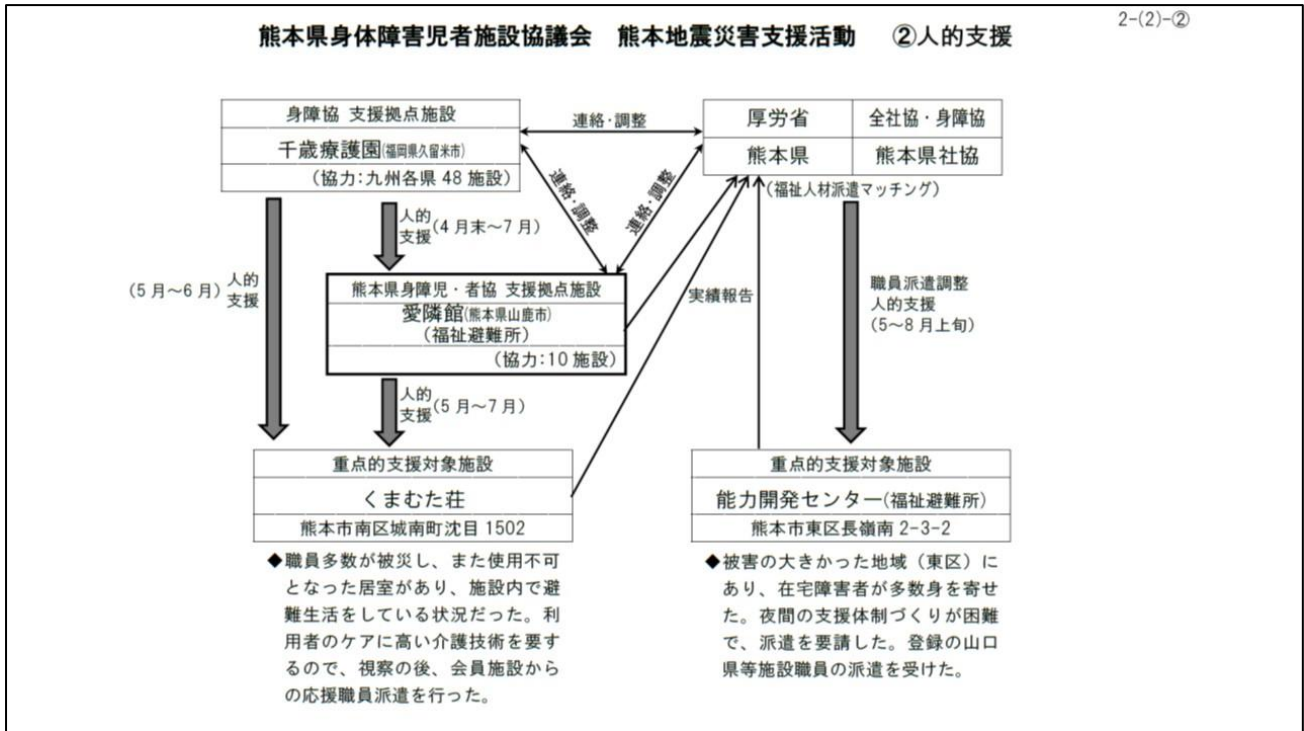 2-(2)-②
熊本県身体障害児者施設協議会　熊本地震災害支援活動　②人的支援
身障協 支援拠点施設
千歳療護園(福岡県久留米市)
(協力:九州各県 48 施設)
連絡・調整
厚労省
全社協・身障協
熊本県
熊本県社協
(福祉人材派遣マッチング)
連絡・調整
連絡・調整
人的
支援
(4 月末～7 月)
(5 月～6 月)
人的
支援
熊本県身障児・者協 支援拠点施設
愛隣館(熊本県山鹿市)
(福祉避難所)
(協力:10 施設)
実績報告
職員派遣調整
人的支援
(5～8 月上旬)
人的
支援
(5 月～7 月)
重点的支援対象施設
くまむた荘
熊本市南区城南町沈目 1502
◆職員多数が被災し、また使用不可
となった居室があり、施設内で避
難生活をしている状況だった。利
用者のケアに高い介護技術を要す
るので、視察の後、会員施設から
の応援職員派遣を行った。
重点的支援対象施設
能力開発センター(福祉避難所)
熊本市東区長嶺南 2-3-2
◆被害の大きかった地域（東区）に
あり、在宅障害者が多数身を寄せ
た。夜間の支援体制づくりが困難
で、派遣を要請した。登録の山口
県等施設職員の派遣を受けた。